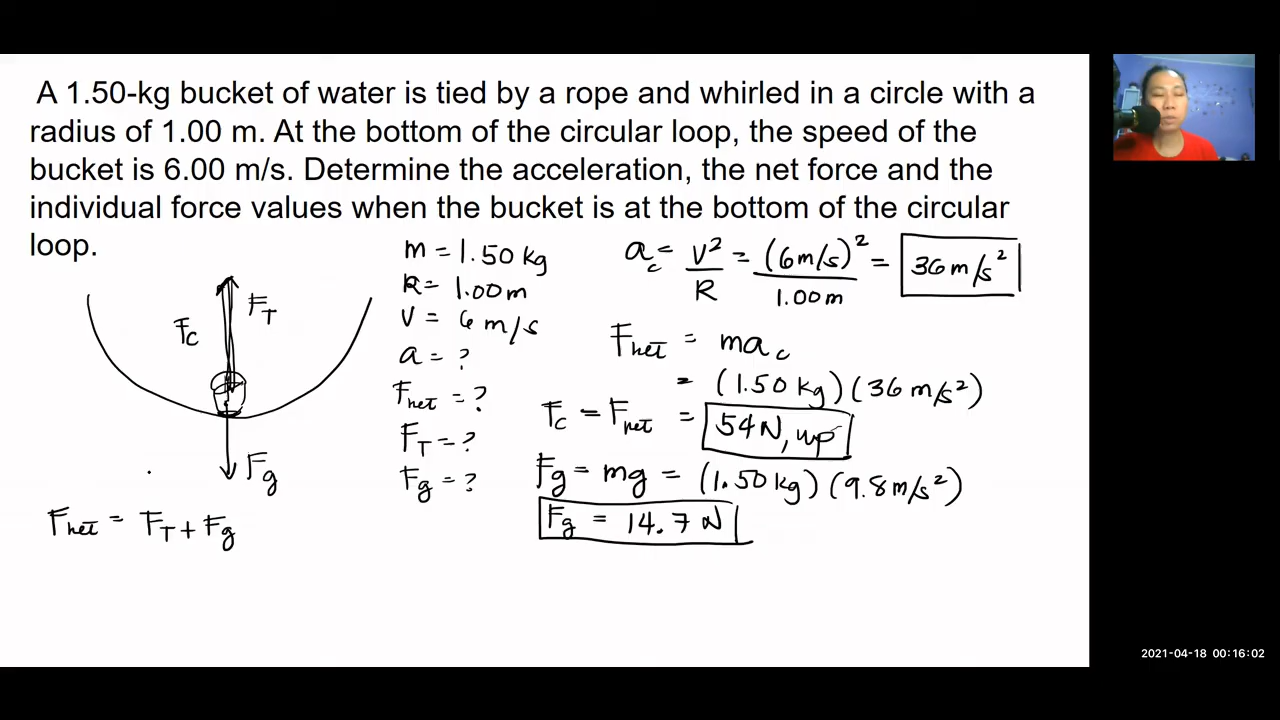 A 1.50-kg bucket of water is tied by a rope and whirled in a circle with a
radius of 1.00 m. At the bottom of the circular loop, the speed of the
bucket is 6.00 m/s. Determine the acceleration, the net force and the
individual force values when the bucket is at the bottom of the circular
loop.
m = 1.50 kg
R = 1.00 m
V = 6 m/s
a = ?
Fnet = ?
FT = ?
Fg = ?
ac = V²/R = (6 m/s)²/1.00 m = 36 m/s²
Fnet = mac
= (1.50 kg)(36 m/s²)
Fc = Fnet = 54 N, up
Fg = mg = (1.50 kg)(9.8 m/s²)
Fg = 14.7 N
FT
Fc
Fg
Fnet = FT + Fg
2021-04-18 00:16:02